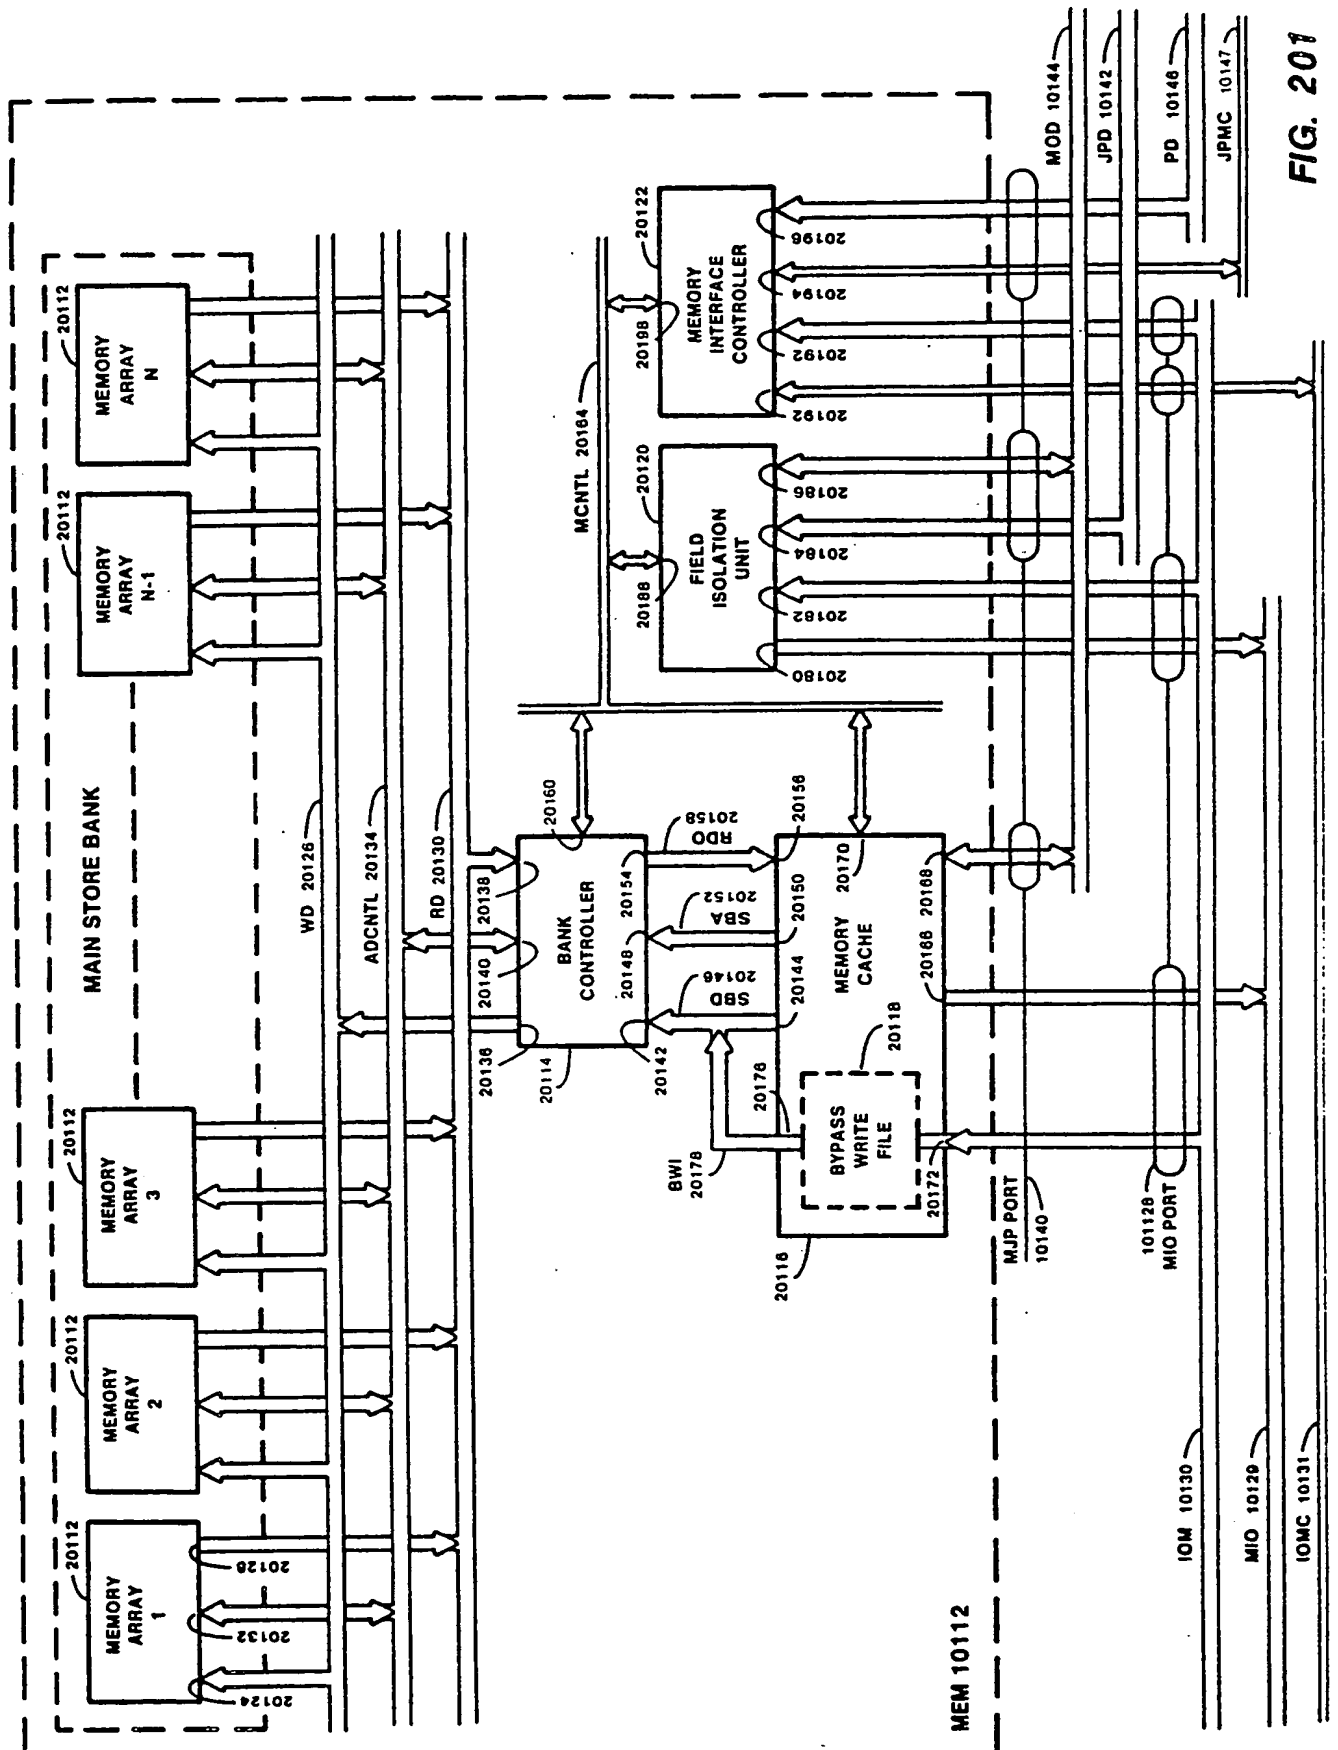 MAIN STORE BANK
20112
MEMORY
ARRAY
1
20112
MEMORY
ARRAY
2
20112
MEMORY
ARRAY
3
20112
MEMORY
ARRAY
N-1
20112
MEMORY
ARRAY
N
20124
20132
20128
WD 20126
ADCNTL 20134
RD 20130
MCNTL 20164
20136
20140
20138
20114
BANK
CONTROLLER
20160
20142
20148
20154
SBD
20146
SBA
20152
RDO
20158
BWI
20178
20176
20144
20150
20156
20116
MEMORY
CACHE
20118
BYPASS
WRITE
FILE
20172
20166
20168
20170
20188
20120
FIELD
ISOLATION
UNIT
20180
20182
20184
20186
20198
20122
MEMORY
INTERFACE
CONTROLLER
20192
20192
20194
20196
MEM 10112
MJP PORT
10140
101128
MIO PORT
MOD 10144
JPD 10142
PD 10146
JPMC 10147
IOM 10130
MIO 10129
IOMC 10131
FIG. 201